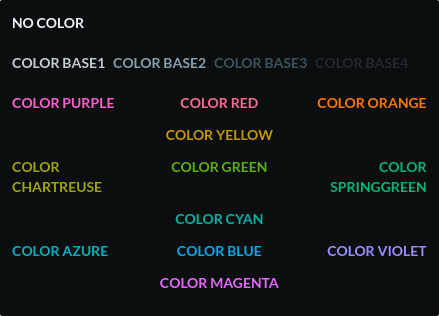 NO COLOR
COLOR BASE1 COLOR BASE2 COLOR BASE3 COLOR BASE4
COLOR PURPLE COLOR RED COLOR ORANGE
COLOR YELLOW
COLOR CHARTREUSE COLOR GREEN COLOR SPRINGGREEN
COLOR CYAN
COLOR AZURE COLOR BLUE COLOR VIOLET
COLOR MAGENTA